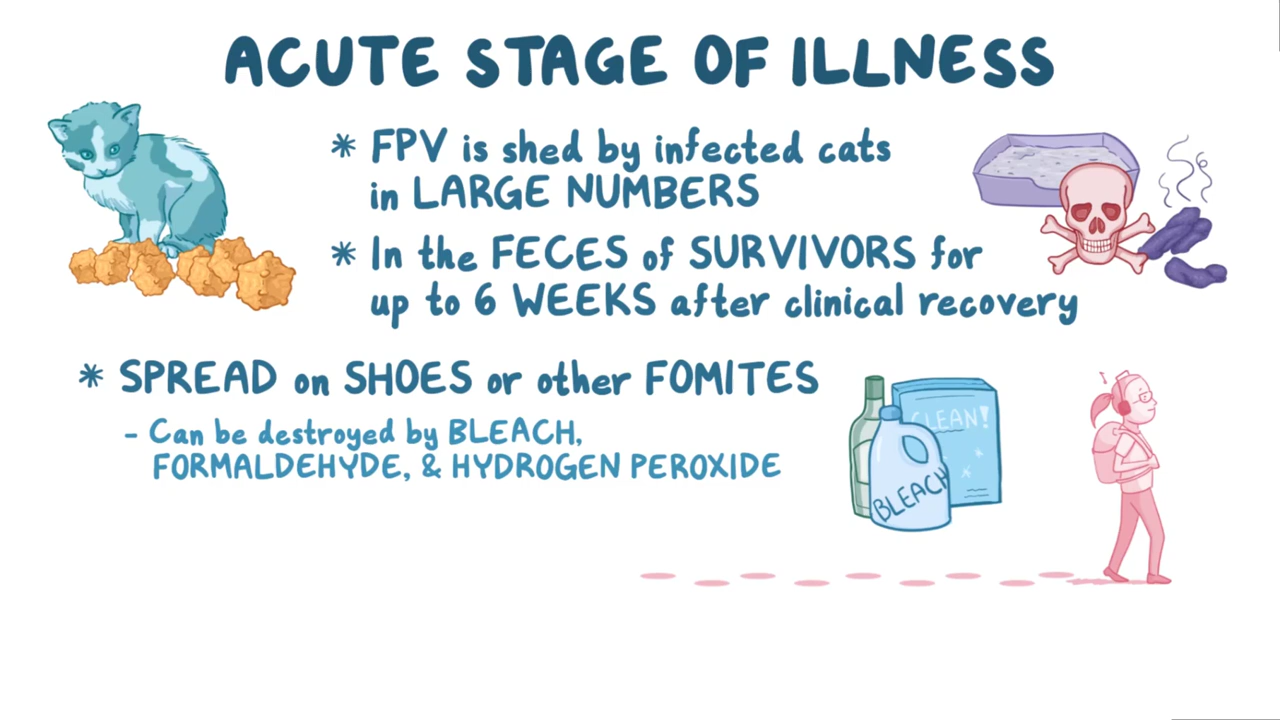 ACUTE STAGE OF ILLNESS
* FPV is shed by infected cats
in LARGE NUMBERS
* In the FECES of SURVIVORS for
up to 6 WEEKS after clinical recovery
* SPREAD on SHOES or other FOMITES
- Can be destroyed by BLEACH,
FORMALDEHYDE, & HYDROGEN PEROXIDE
CLEAN!
BLEACH